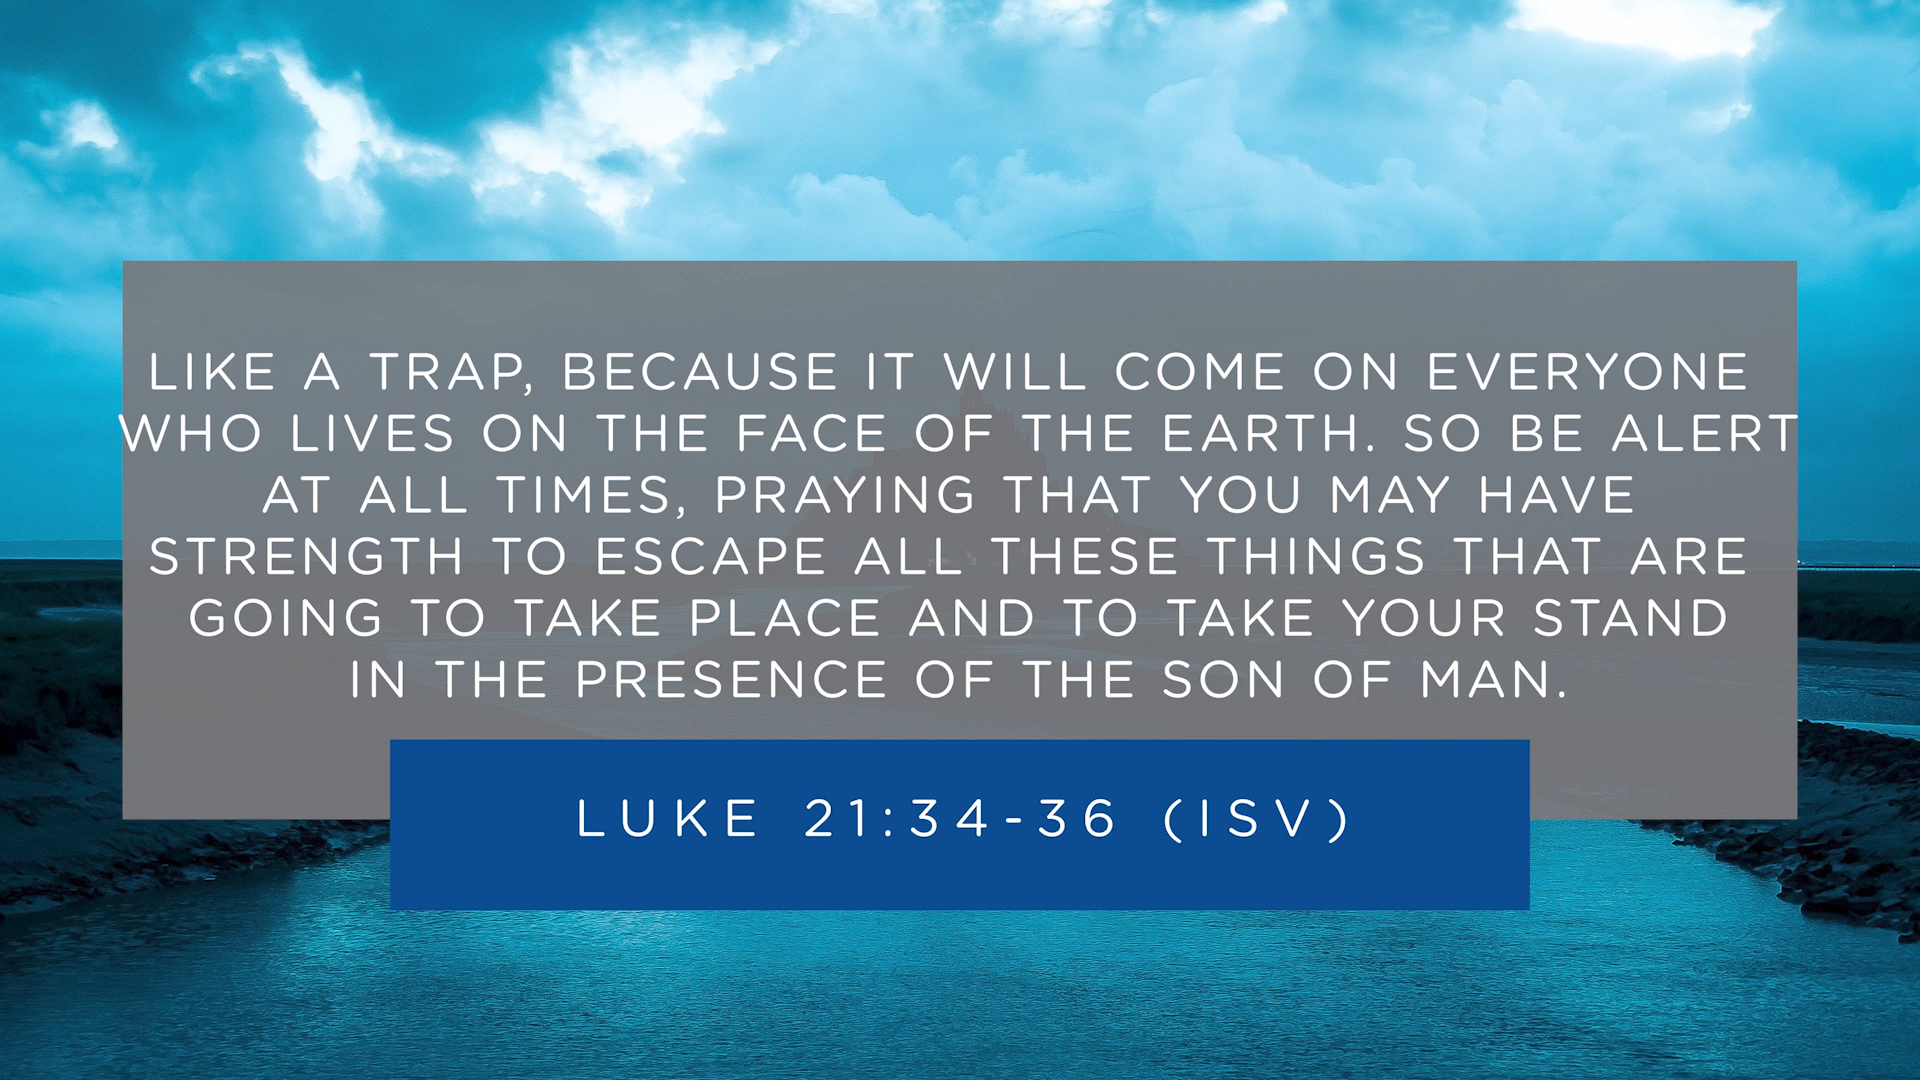 LIKE A TRAP, BECAUSE IT WILL COME ON EVERYONE
WHO LIVES ON THE FACE OF THE EARTH. SO BE ALERT
AT ALL TIMES, PRAYING THAT YOU MAY HAVE
STRENGTH TO ESCAPE ALL THESE THINGS THAT ARE
GOING TO TAKE PLACE AND TO TAKE YOUR STAND
IN THE PRESENCE OF THE SON OF MAN.
LUKE 21:34-36 (ISV)